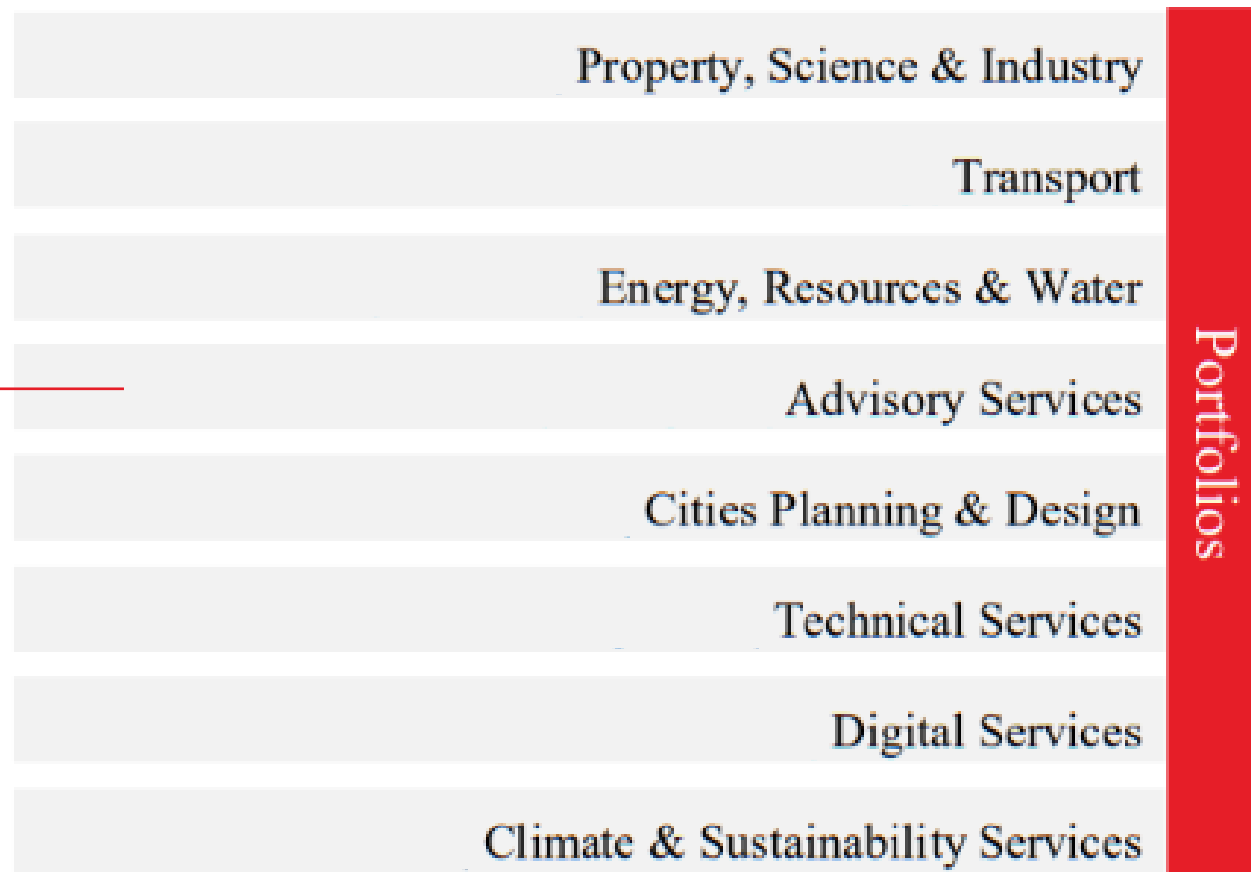 Property, Science & Industry
Transport
Energy, Resources & Water
Advisory Services
Cities Planning & Design
Technical Services
Digital Services
Climate & Sustainability Services
Portfolios